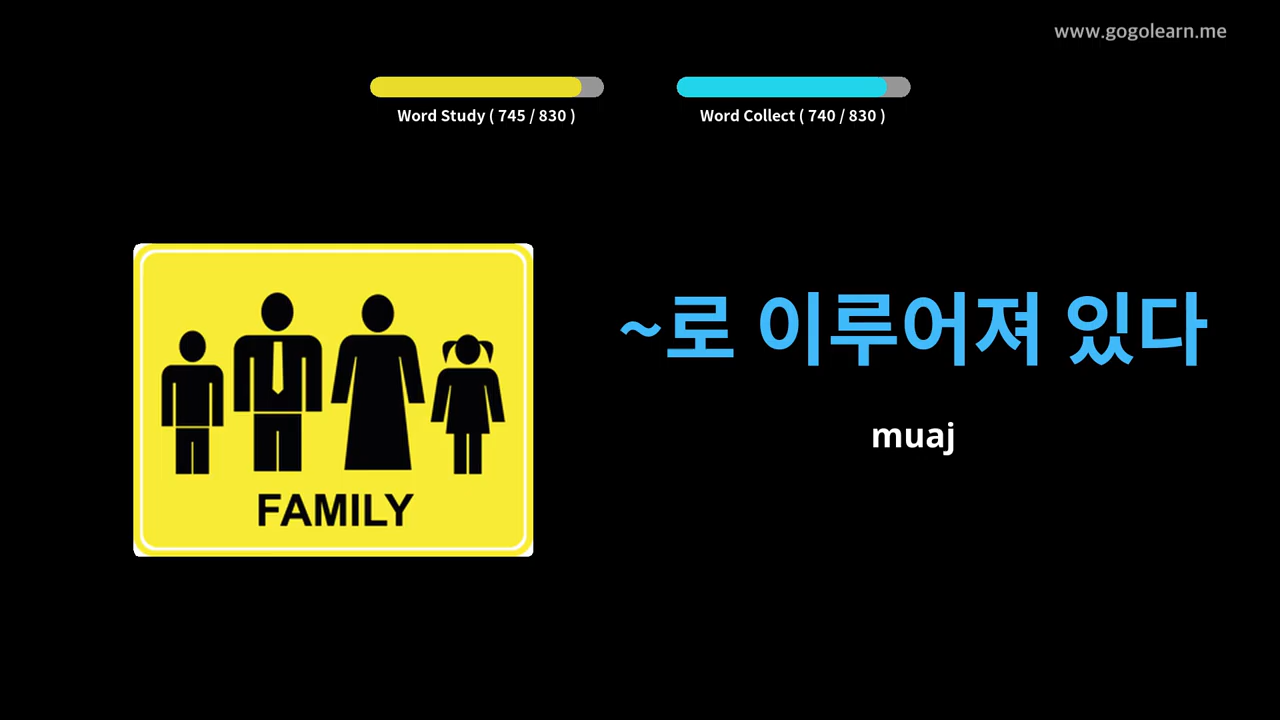 www.gogolearn.me
Word Study ( 745 / 830 )
Word Collect ( 740 / 830 )
~로 이루어져 있다
muaj
FAMILY